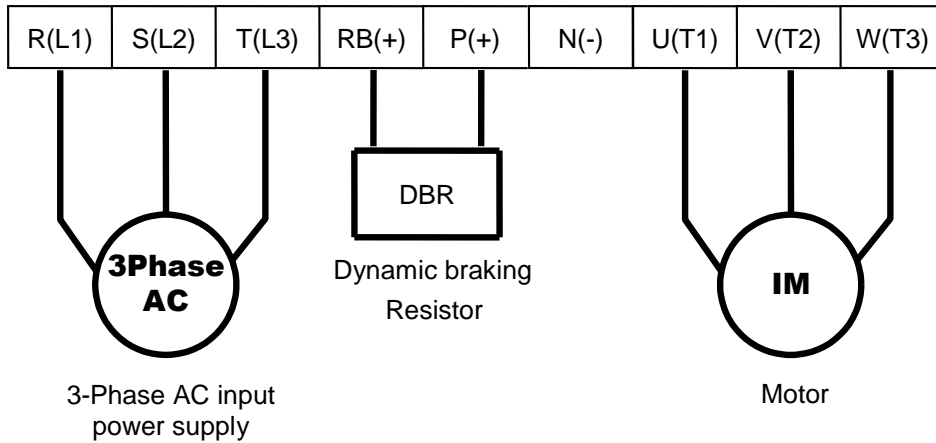 R(L1) S(L2) T(L3) RB(+) P(+) N(-) U(T1) V(T2) W(T3)
3Phase
AC
DBR
IM
Dynamic braking
Resistor
3-Phase AC input
power supply
Motor